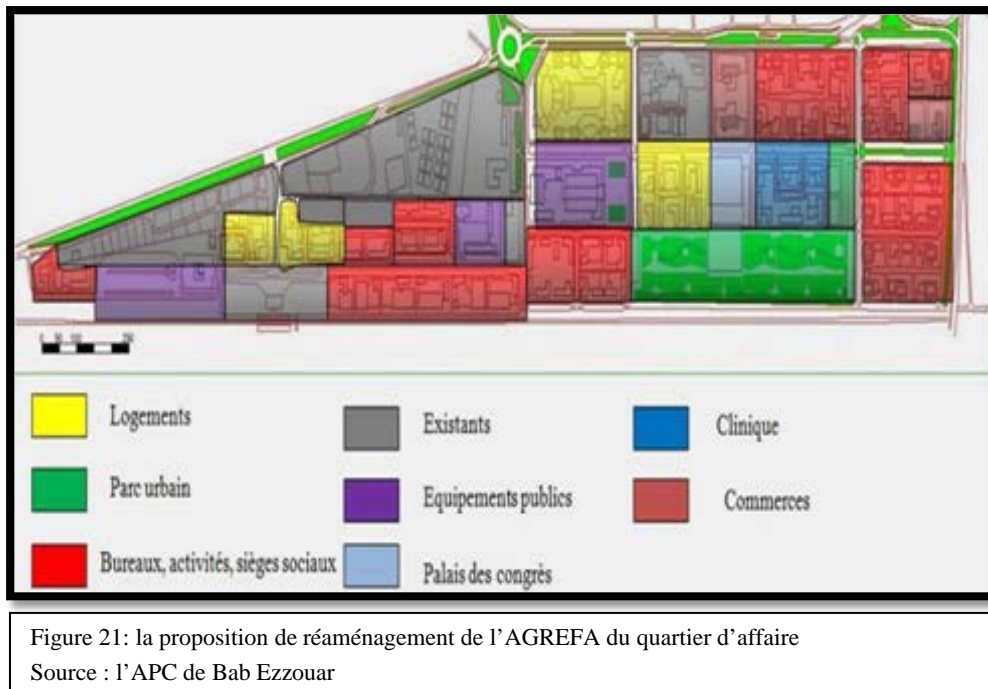 Logements
Existants
Clinique
Parc urbain
Equipements publics
Commerces
Bureaux, activités, sièges sociaux
Palais des congrès
Figure 21: la proposition de réaménagement de l’AGREFA du quartier d’affaire
Source : l’APC de Bab Ezzouar